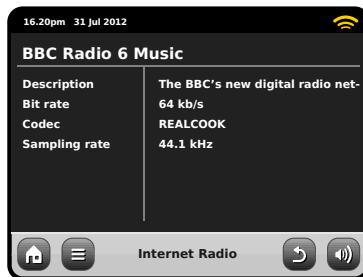 16.20pm 31 Jul 2012
BBC Radio 6 Music
Description The BBC's new digital radio net-
Bit rate 64 kb/s
Codec REALCOOK
Sampling rate 44.1 kHz
Internet Radio